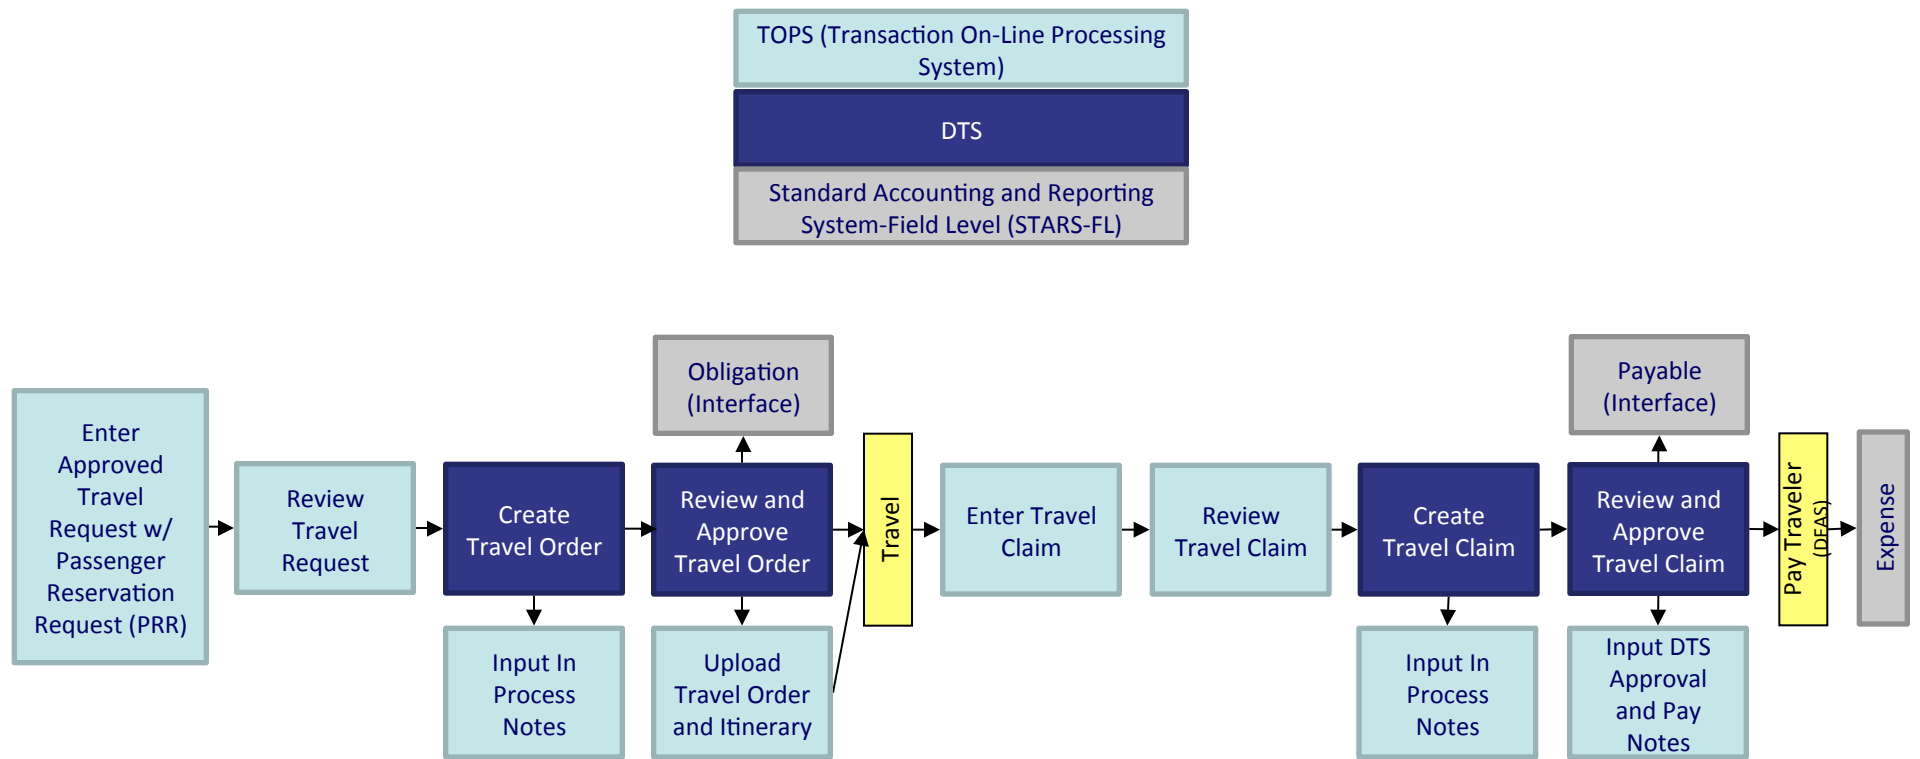 TOPS (Transaction On-Line Processing
System)
DTS
Standard Accounting and Reporting
System-Field Level (STARS-FL)
Enter
Approved
Travel
Request w/
Passenger
Reservation
Request (PRR)
Review
Travel
Request
Create
Travel Order
Input In
Process
Notes
Obligation
(Interface)
Review and
Approve
Travel Order
Upload
Travel Order
and Itinerary
Travel
Enter Travel
Claim
Review
Travel Claim
Create
Travel Claim
Input In
Process
Notes
Payable
(Interface)
Review and
Approve
Travel Claim
Input DTS
Approval
and Pay
Notes
Pay Traveler
(DFAS)
Expense